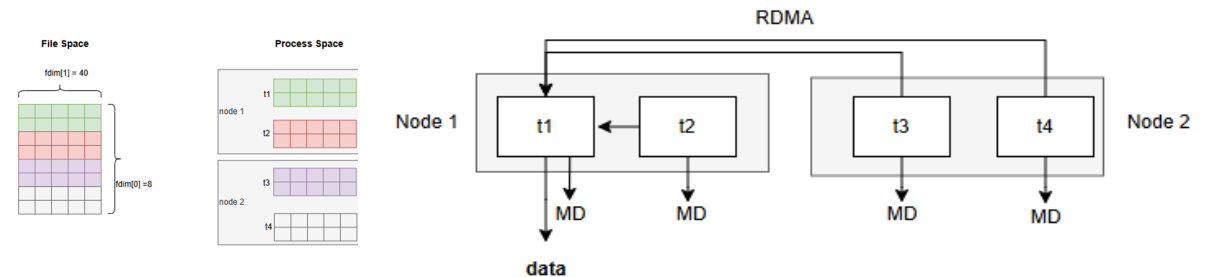 File Space
fdim[1] = 40
fdim[0] =8
Process Space
node 1
t1
t2
node 2
t3
t4
RDMA
Node 1
t1
t2
t3
t4
Node 2
MD
MD
MD
MD
data